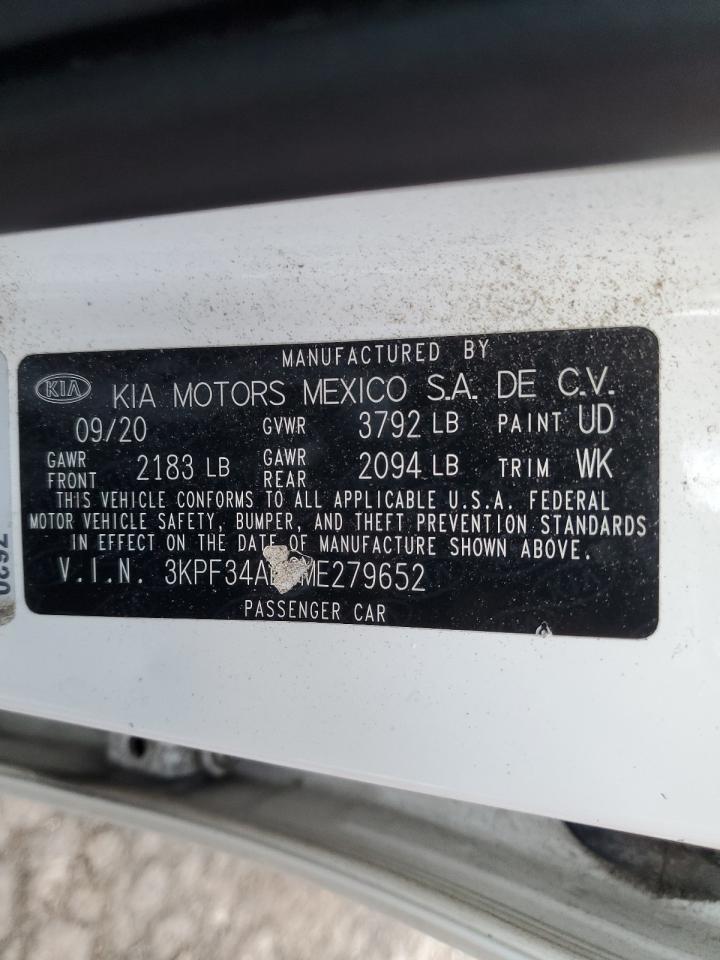 MANUFACTURED BY
KIA KIA MOTORS MEXICO S.A. DE C.V.
09/20 GVWR 3792 LB PAINT UD
GAWR FRONT 2183 LB GAWR REAR 2094 LB TRIM WK
THIS VEHICLE CONFORMS TO ALL APPLICABLE U.S.A. FEDERAL
MOTOR VEHICLE SAFETY, BUMPER, AND THEFT PREVENTION STANDARDS
IN EFFECT ON THE DATE OF MANUFACTURE SHOWN ABOVE.
V.I.N.
PASSENGER CAR